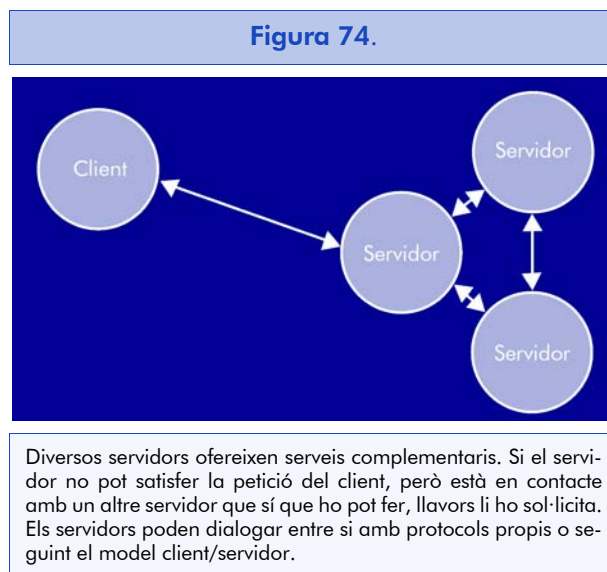 Figura 74.
Client
Servidor
Servidor
Servidor
Diversos servidors ofereixen serveis complementaris. Si el servi-
dor no pot satisfer la petició del client, però està en contacte
amb un altre servidor que sí que ho pot fer, llavors li ho sol·licita.
Els servidors poden dialogar entre si amb protocols propis o se-
guint el model client/servidor.